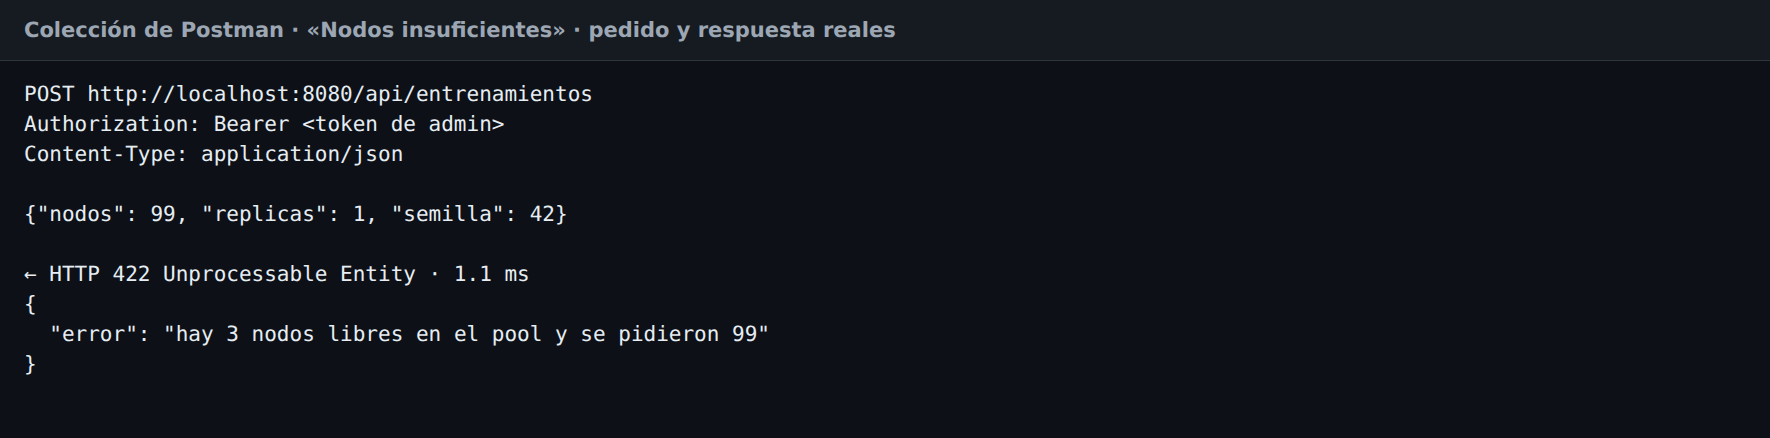 Colección de Postman · «Nodos insuficientes» · pedido y respuesta reales
POST http://localhost:8080/api/entrenamientos
Authorization: Bearer <token de admin>
Content-Type: application/json
{"nodos": 99, "replicas": 1, "semilla": 42}
← HTTP 422 Unprocessable Entity · 1.1 ms
{
  "error": "hay 3 nodos libres en el pool y se pidieron 99"
}